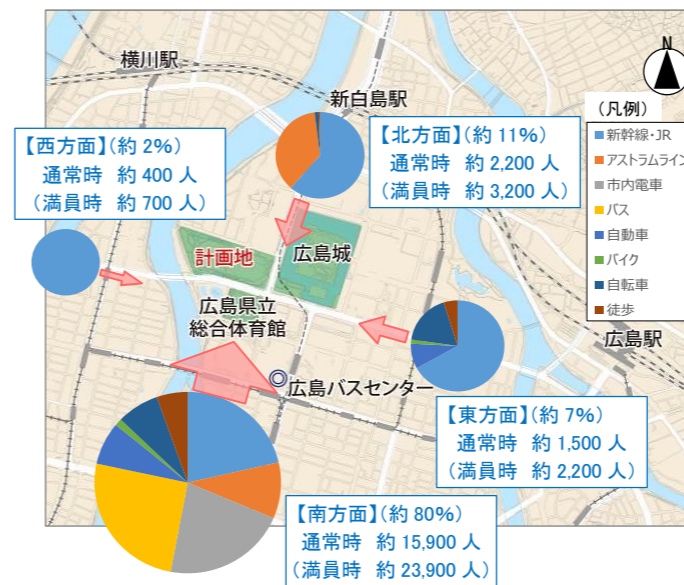 横川駅
新白島駅
N
(凡例)
新幹線・JR
アストラムライン
市内電車
バス
自動車
バイク
自転車
徒歩
【西方面】(約 2%)
通常時 約 400 人
(満員時 約 700 人)
【北方面】(約 11%)
通常時 約 2,200 人
(満員時 約 3,200 人)
計画地
広島城
広島県立
総合体育館
広島駅
広島バスセンター
【東方面】(約 7%)
通常時 約 1,500 人
(満員時 約 2,200 人)
【南方面】(約 80%)
通常時 約 15,900 人
(満員時 約 23,900 人)